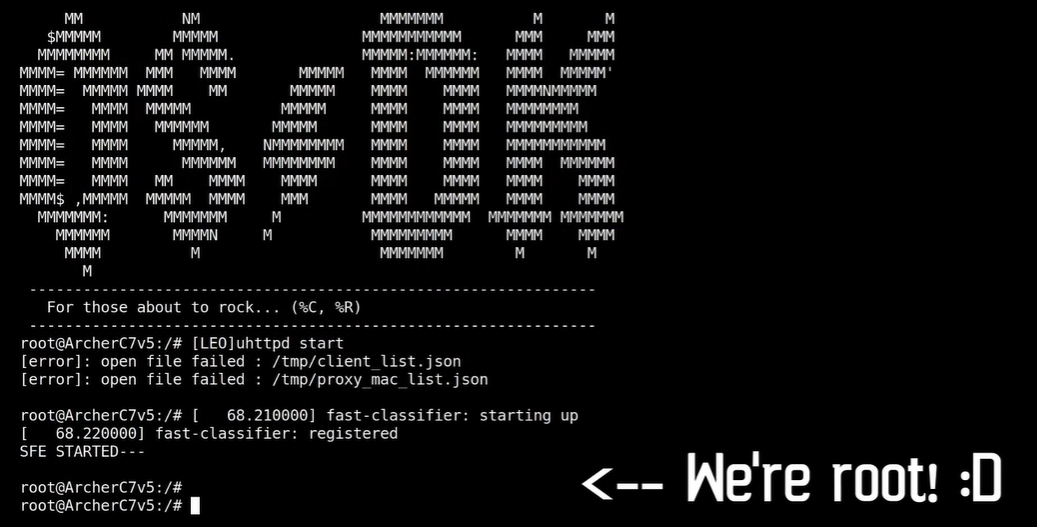 MM           NM                    MMMMMMM          M       M
   $MMMMM        MMMMM                MMMMMMMMMMM      MMM     MMM
  MMMMMMMM     MM MMMMM.              MMMMM:MMMMMM:   MMMM   MMMMM
MMMM= MMMMMM  MMM   MMMM       MMMMM   MMMM  MMMMMM   MMMM  MMMMM'
MMMM=  MMMMM MMMM    MM       MMMMM    MMMM    MMMM   MMMMNMMMMM
MMMM=   MMMM  MMMMM          MMMMM     MMMM    MMMM   MMMMMMMM
MMMM=   MMMM   MMMMMM       MMMMM      MMMM    MMMM   MMMMMMMMM
MMMM=   MMMM     MMMMM,    NMMMMMMMM   MMMM    MMMM   MMMMMMMMMMM
MMMM=   MMMM      MMMMMM   MMMMMMMM    MMMM    MMMM   MMMM  MMMMMM
MMMM=   MMMM   MM    MMMM    MMMM      MMMM    MMMM   MMMM    MMMM
MMMM$ ,MMMMM  MMMMM  MMMM    MMM       MMMM   MMMMM   MMMM    MMMM
  MMMMMMM:      MMMMMMM     M         MMMMMMMMMMMM  MMMMMMM MMMMMMM
    MMMMMM       MMMMN     M           MMMMMMMMM      MMMM    MMMM
     MMMM          M                    MMMMMMM        M       M
       M
 ---------------------------------------------------------------
   For those about to rock... (%C, %R)
 ---------------------------------------------------------------
root@ArcherC7v5:/# [LEO]uhttpd start
[error]: open file failed : /tmp/client_list.json
[error]: open file failed : /tmp/proxy_mac_list.json
root@ArcherC7v5:/# [   68.210000] fast-classifier: starting up
[   68.220000] fast-classifier: registered
SFE STARTED---
root@ArcherC7v5:/#
root@ArcherC7v5:/#
<-- We're root! :D